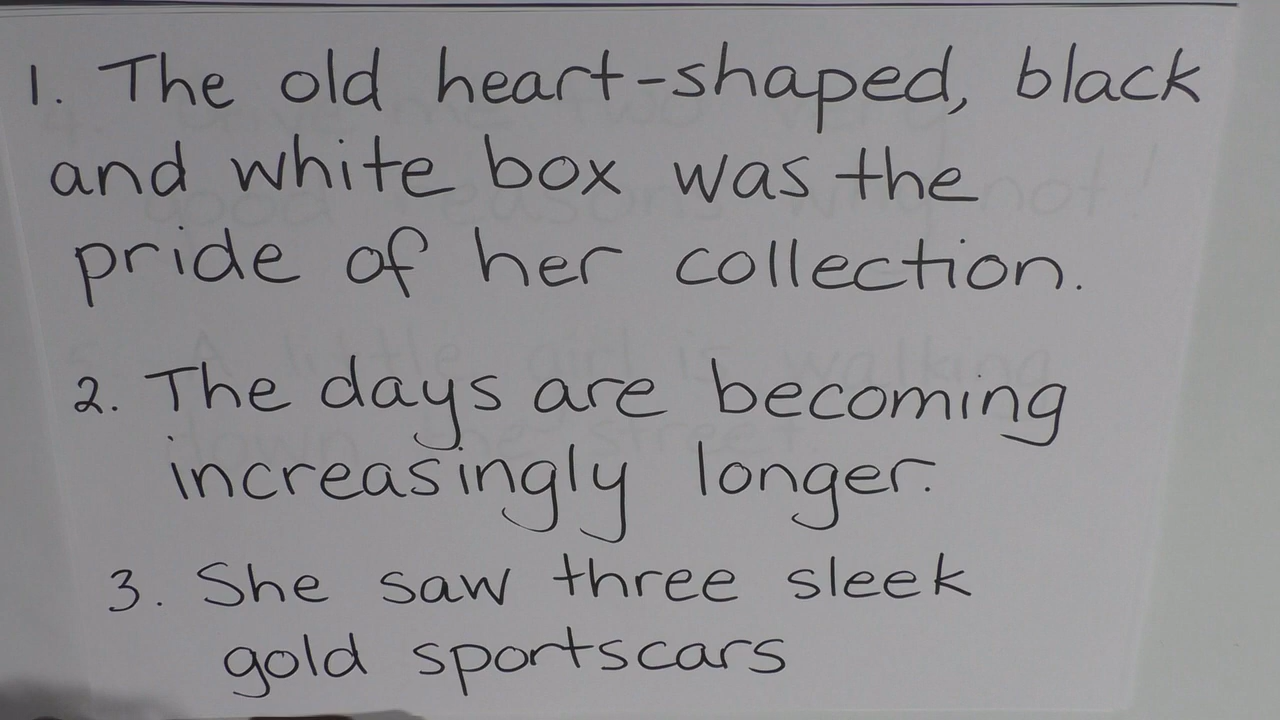 1. The old heart-shaped, black
and white box was the
pride of her collection.
2. The days are becoming
increasingly longer.
3. She saw three sleek
gold sportscars